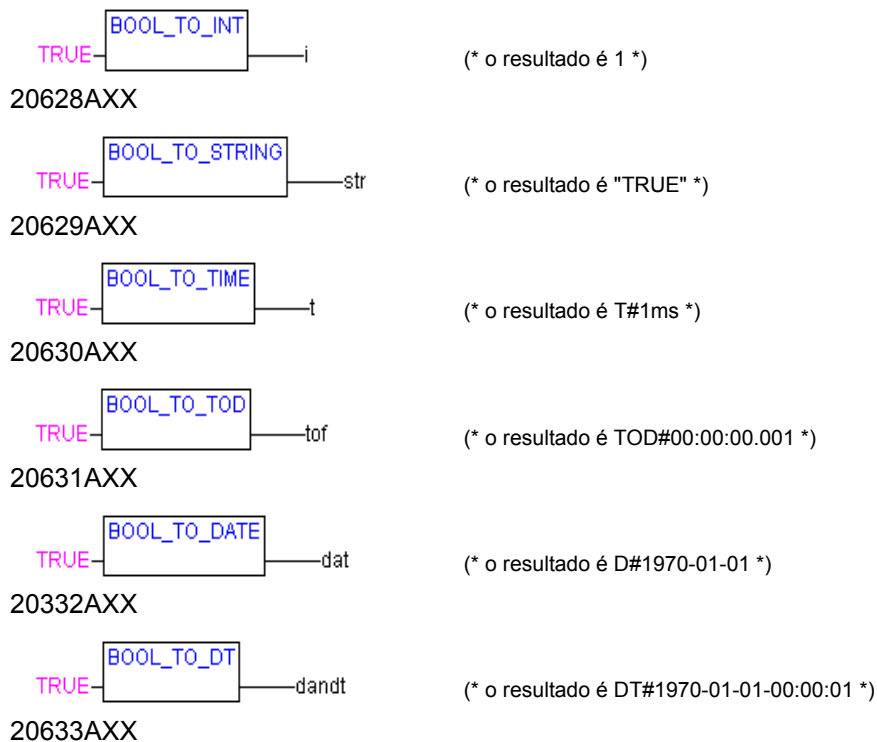 BOOL_TO_INT
TRUE i (* o resultado é 1 *)
20628AXX
BOOL_TO_STRING
TRUE str (* o resultado é "TRUE" *)
20629AXX
BOOL_TO_TIME
TRUE t (* o resultado é T#1ms *)
20630AXX
BOOL_TO_TOD
TRUE tof (* o resultado é TOD#00:00:00.001 *)
20631AXX
BOOL_TO_DATE
TRUE dat (* o resultado é D#1970-01-01 *)
20332AXX
BOOL_TO_DT
TRUE dandt (* o resultado é DT#1970-01-01-00:00:01 *)
20633AXX